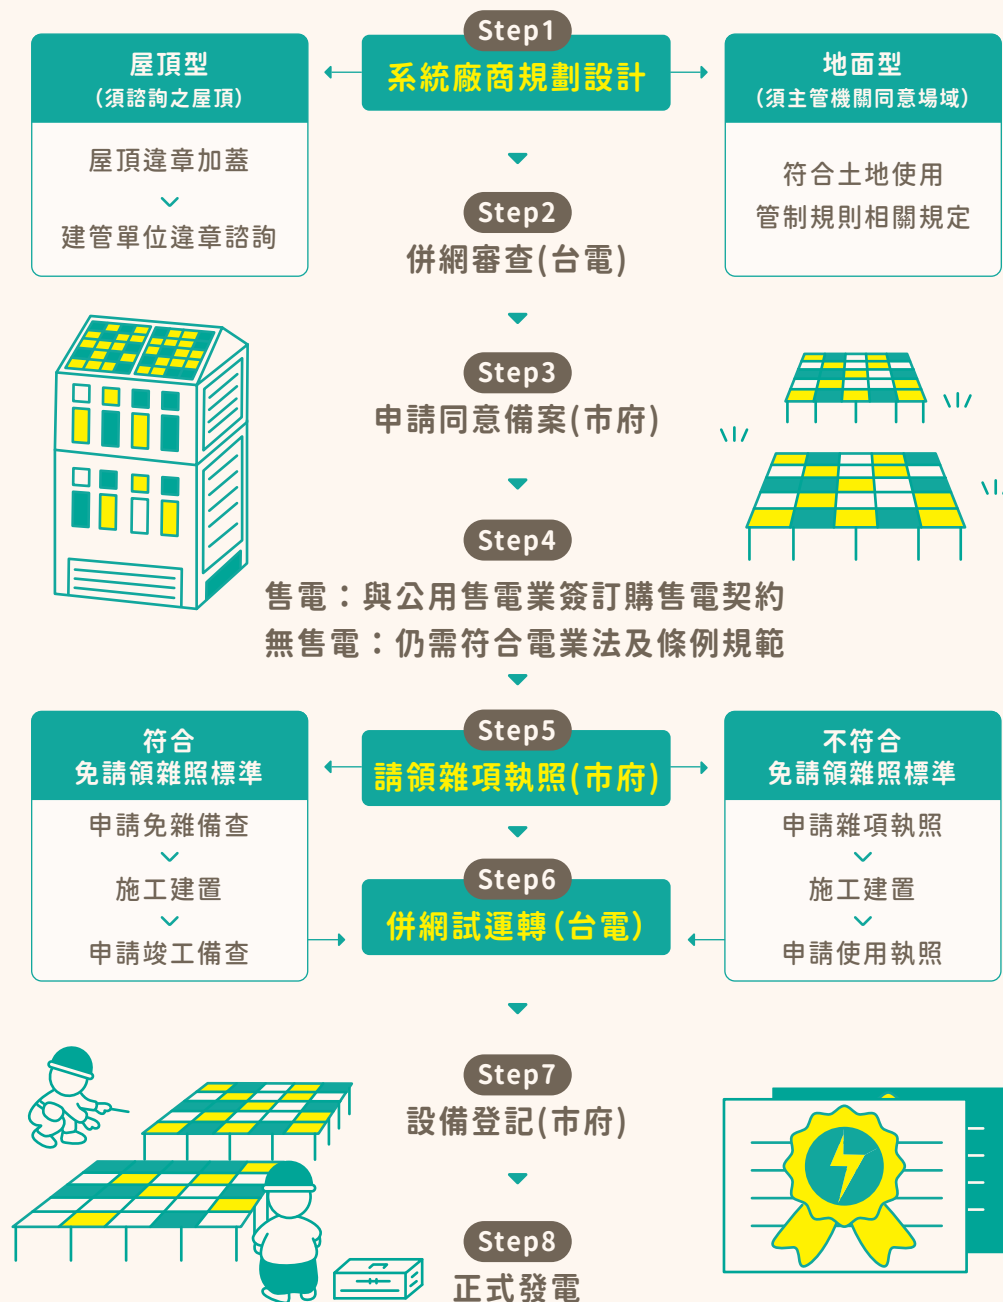 Step1
系統廠商規劃設計
屋頂型
(須諮詢之屋頂)
屋頂違章加蓋
建管單位違章諮詢
地面型
(須主管機關同意場域)
符合土地使用
管制規則相關規定
Step2
併網審查(台電)
Step3
申請同意備案(市府)
Step4
售電：與公用售電業簽訂購售電契約
無售電：仍需符合電業法及條例規範
Step5
請領雜項執照(市府)
符合
免請領雜照標準
申請免雜備查
施工建置
申請竣工備查
不符合
免請領雜照標準
申請雜項執照
施工建置
申請使用執照
Step6
併網試運轉(台電)
Step7
設備登記(市府)
Step8
正式發電